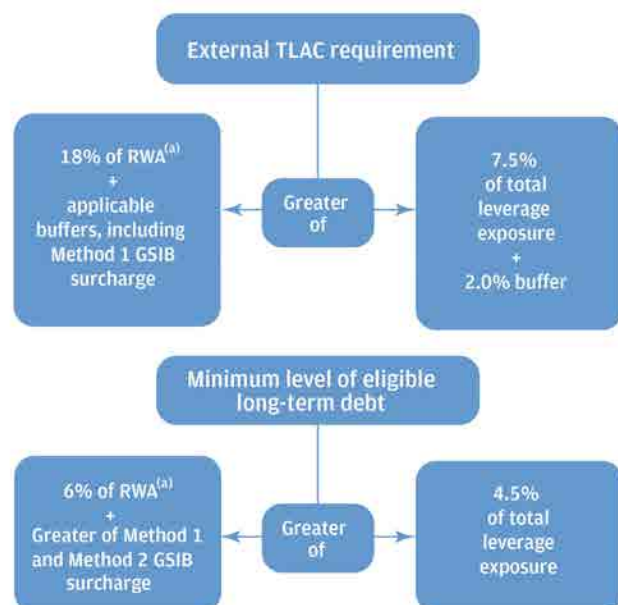 External TLAC requirement
18% of RWA(a)
+
applicable
buffers, including
Method 1 GSIB
surcharge
Greater
of
7.5%
of total
leverage
exposure
+
2.0% buffer
Minimum level of eligible
long-term debt
6% of RWA(a)
+
Greater of Method 1
and Method 2 GSIB
surcharge
Greater
of
4.5%
of total
leverage
exposure